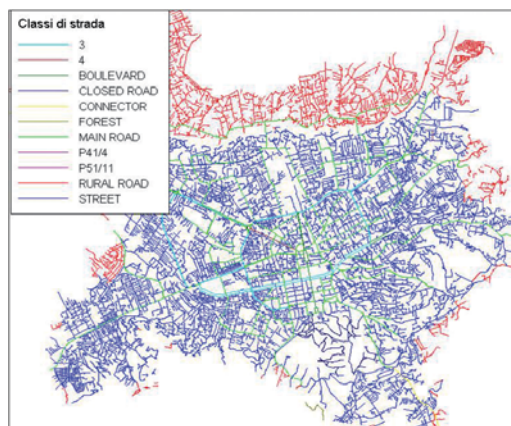 Classi di strada
3
4
BOULEVARD
CLOSED ROAD
CONNECTOR
FOREST
MAIN ROAD
P41/4
P51/11
RURAL ROAD
STREET